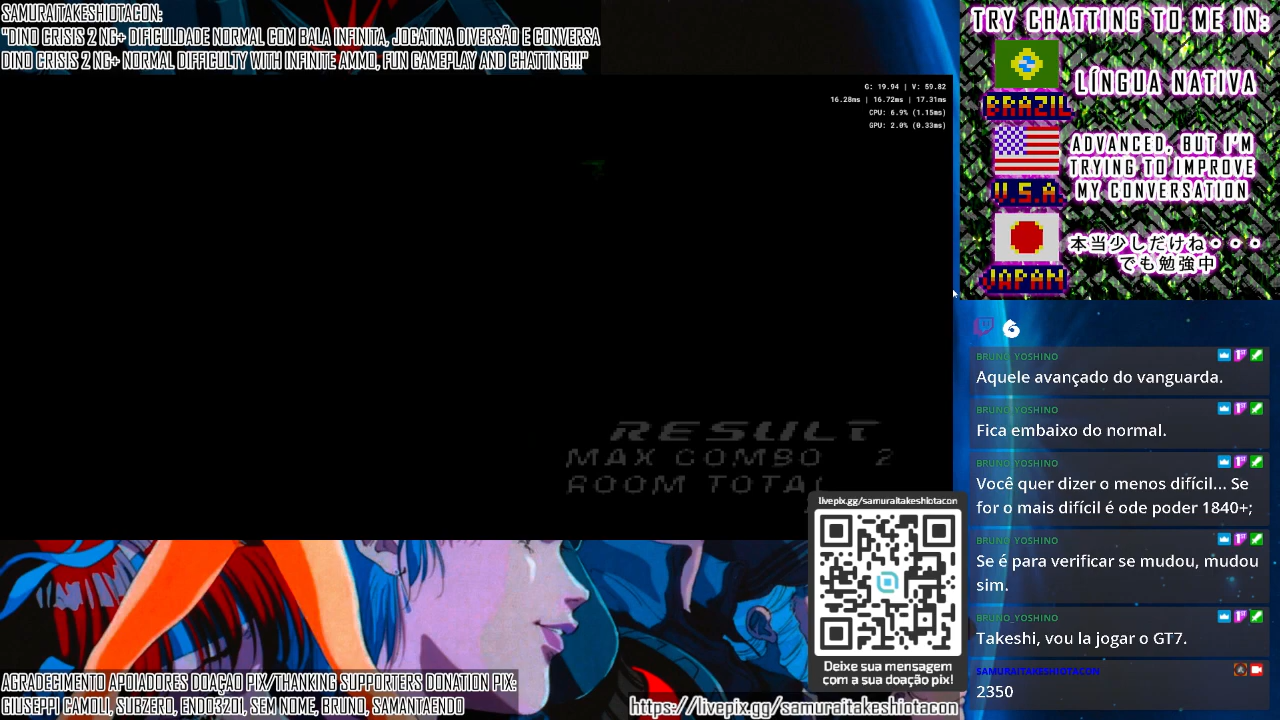 SAMURAITAKESHIOTACON:
"DINO CRISIS 2 NG+ DIFICULDADE NORMAL COM BALA INFINITA, JOGATINA DIVERSÃO E CONVERSA
DINO CRISIS 2 NG+ NORMAL DIFFICULTY WITH INFINITE AMMO, FUN GAMEPLAY AND CHATTING!!!"
G: 19.94 | V: 59.82
16.28ms | 16.72ms | 17.31ms
CPU: 6.9% (1.15ms)
GPU: 2.0% (0.33ms)
RESULT
MAX COMBO 2
ROOM TOTAL
TRY CHATTING TO ME IN:
BRAZIL
LÍNGUA NATIVA
U.S.A.
ADVANCED, BUT I'M
TRYING TO IMPROVE
MY CONVERSATION
JAPAN
本当少しだけね・・・
でも勉強中
6
BRUNO_YOSHINO
Aquele avançado do vanguarda.
BRUNO_YOSHINO
Fica embaixo do normal.
BRUNO_YOSHINO
Você quer dizer o menos difícil... Se
for o mais difícil é ode poder 1840+;
BRUNO_YOSHINO
Se é para verificar se mudou, mudou
sim.
BRUNO_YOSHINO
Takeshi, vou la jogar o GT7.
SAMURAITAKESHIOTACON
2350
livepix.gg/samuraitakeshiotacon
Deixe sua mensagem
com a sua doação pix!
AGRADECIMENTO APOIADORES DOAÇAO PIX/THANKING SUPPORTERS DONATION PIX:
GIUSEPPI CAMOLI, SUBZERO, ENDO3201, SEM NOME, BRUNO, SAMANTAENDO
https://livepix.gg/samuraitakeshiotacon